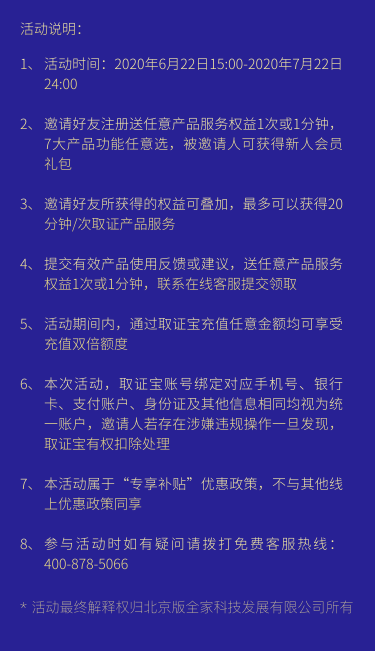 活动说明：
1、 活动时间：2020年6月22日15:00-2020年7月22日
24:00
2、 邀请好友注册送任意产品服务权益1次或1分钟，
7大产品功能任意选，被邀请人可获得新人会员
礼包
3、 邀请好友所获得的权益可叠加，最多可以获得20
分钟/次取证产品服务
4、 提交有效产品使用反馈或建议，送任意产品服务
权益1次或1分钟，联系在线客服提交领取
5、 活动期间内，通过取证宝充值任意金额均可享受
充值双倍额度
6、 本次活动，取证宝账号绑定对应手机号、银行
卡、支付账户、身份证及其他信息相同均视为统
一账户，邀请人若存在涉嫌违规操作一旦发现，
取证宝有权扣除处理
7、 本活动属于“专享补贴”优惠政策，不与其他线
上优惠政策同享
8、 参与活动时如有疑问请拨打免费客服热线：
400-878-5066
* 活动最终解释权归北京版全家科技发展有限公司所有